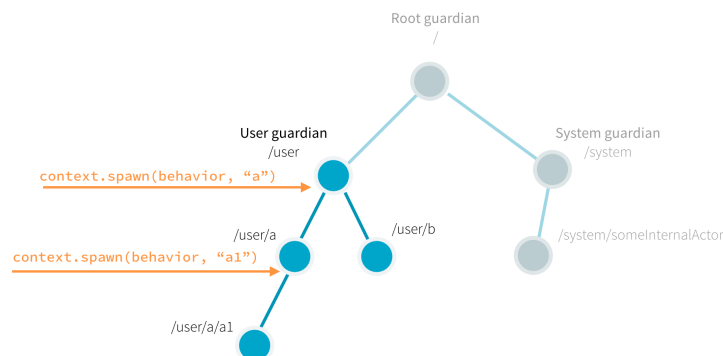 Root guardian
/
User guardian
/user
System guardian
/system
context.spawn(behavior, “a”)
/user/a
/user/b
/system/someInternalActor
context.spawn(behavior, “a1”)
/user/a/a1